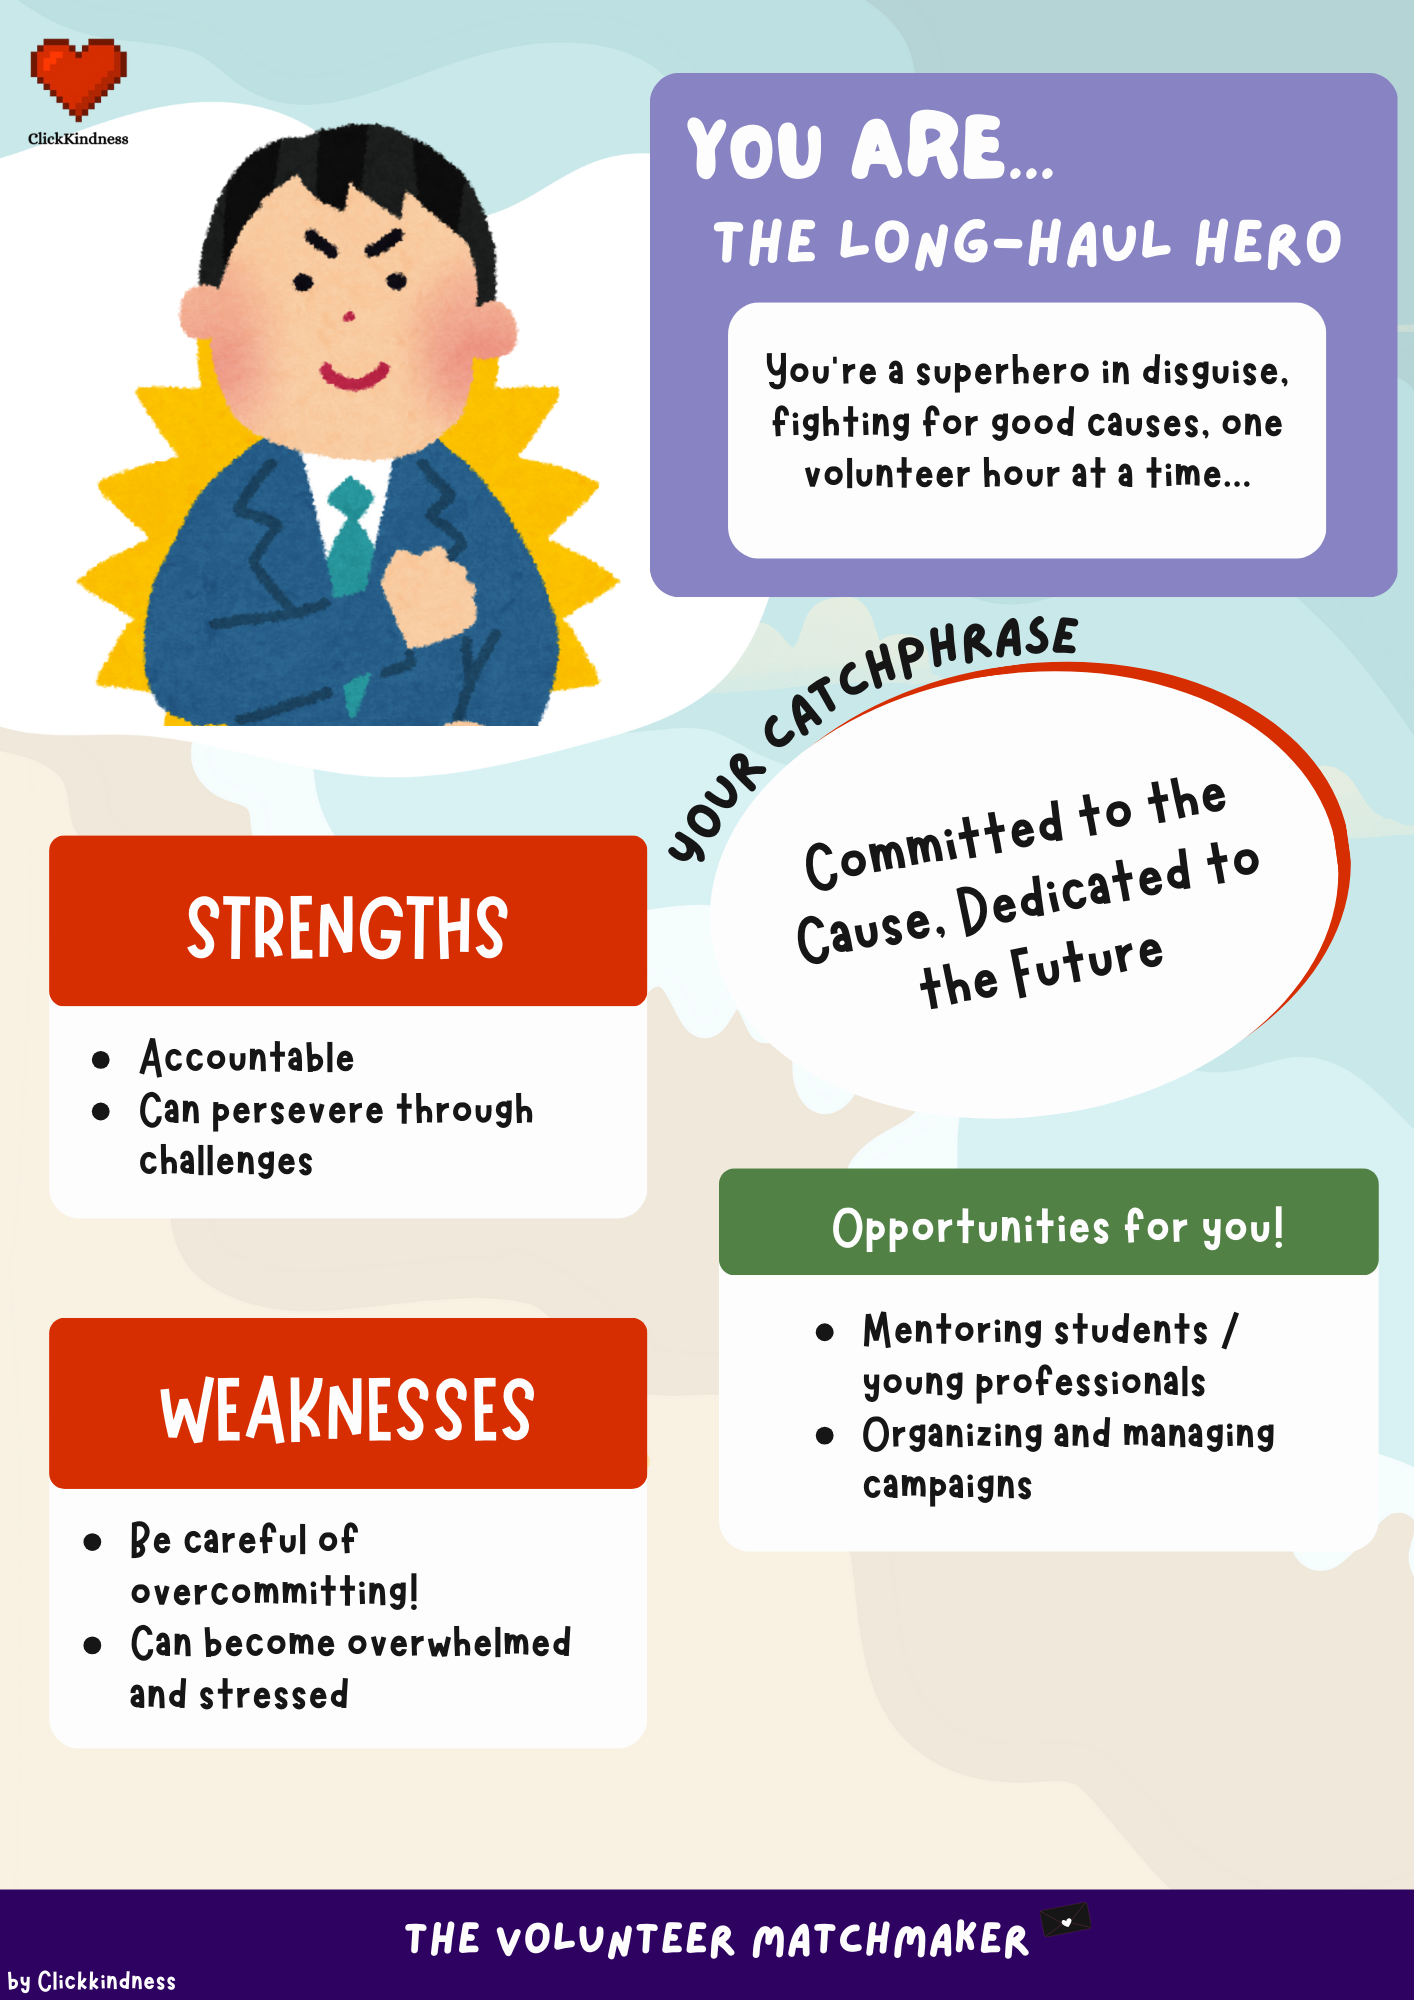 ClickKindness
YOU ARE...
THE LONG-HAUL HERO
You're a superhero in disguise,
fighting for good causes, one
volunteer hour at a time...
YOUR CATCHPHRASE
Committed to the
Cause, Dedicated to
the Future
STRENGTHS
● Accountable
● Can persevere through
challenges
Opportunities for you!
● Mentoring students /
young professionals
● Organizing and managing
campaigns
WEAKNESSES
● Be careful of
overcommitting!
● Can become overwhelmed
and stressed
THE VOLUNTEER MATCHMAKER
by Clickkindness